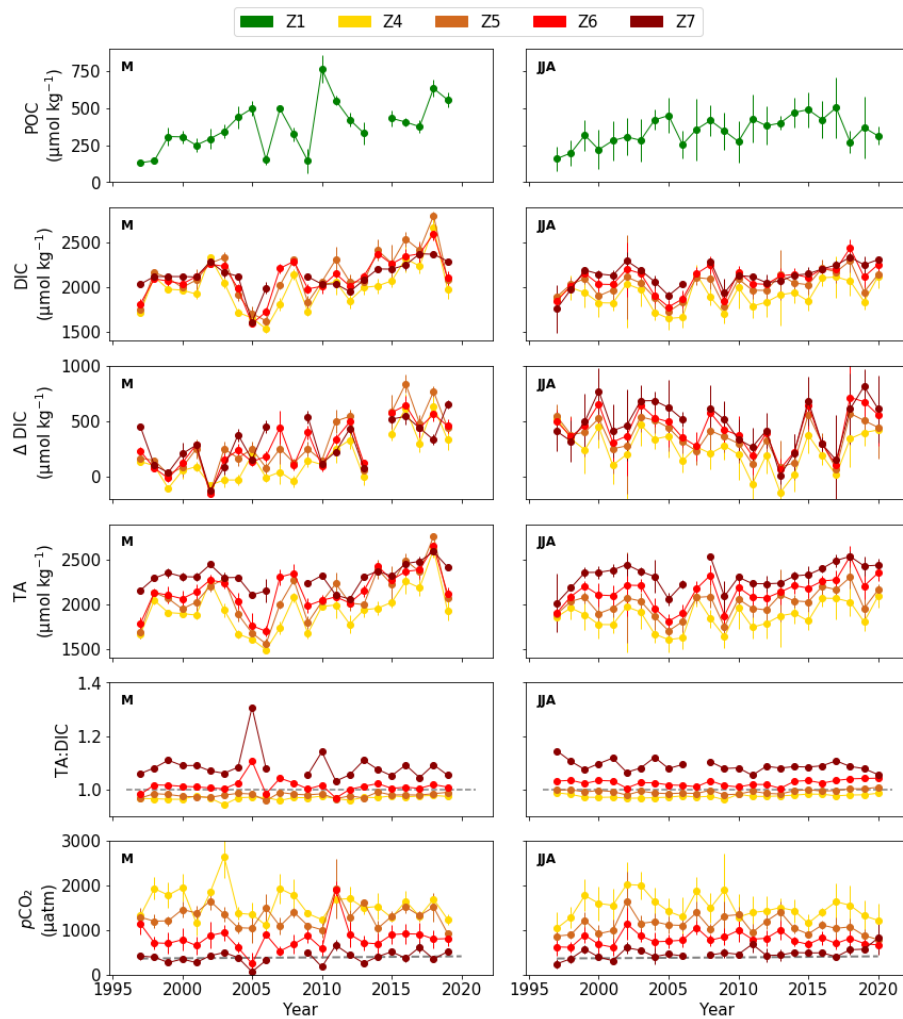 Z1 Z4 Z5 Z6 Z7
M JJA
POC
(µmol kg⁻¹)
750
500
250
0
1995 2000 2005 2010 2015 2020 1995 2000 2005 2010 2015 2020
M JJA
DIC
(µmol kg⁻¹)
2500
2000
1500
M JJA
Δ DIC
(µmol kg⁻¹)
1000
500
0
M JJA
TA
(µmol kg⁻¹)
2500
2000
1500
M JJA
TA:DIC
1.4
1.2
1.0
M JJA
pCO₂
(µatm)
3000
2000
1000
0
Year Year